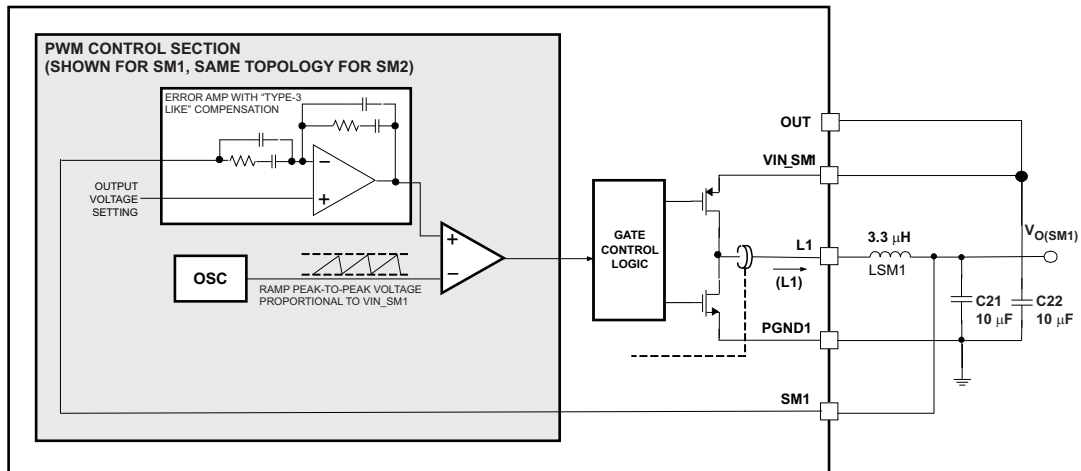 PWM CONTROL SECTION
(SHOWN FOR SM1, SAME TOPOLOGY FOR SM2)
ERROR AMP WITH “TYPE-3
LIKE” COMPENSATION
−
+
OUTPUT
VOLTAGE
SETTING
OSC
RAMP PEAK-TO-PEAK VOLTAGE
PROPORTIONAL TO VIN_SM1
+
−
GATE
CONTROL
LOGIC
OUT
VIN_SM1
L1
(L1)
PGND1
SM1
3.3 μH
LSM1
VO(SM1)
C21
10 μF
C22
10 μF